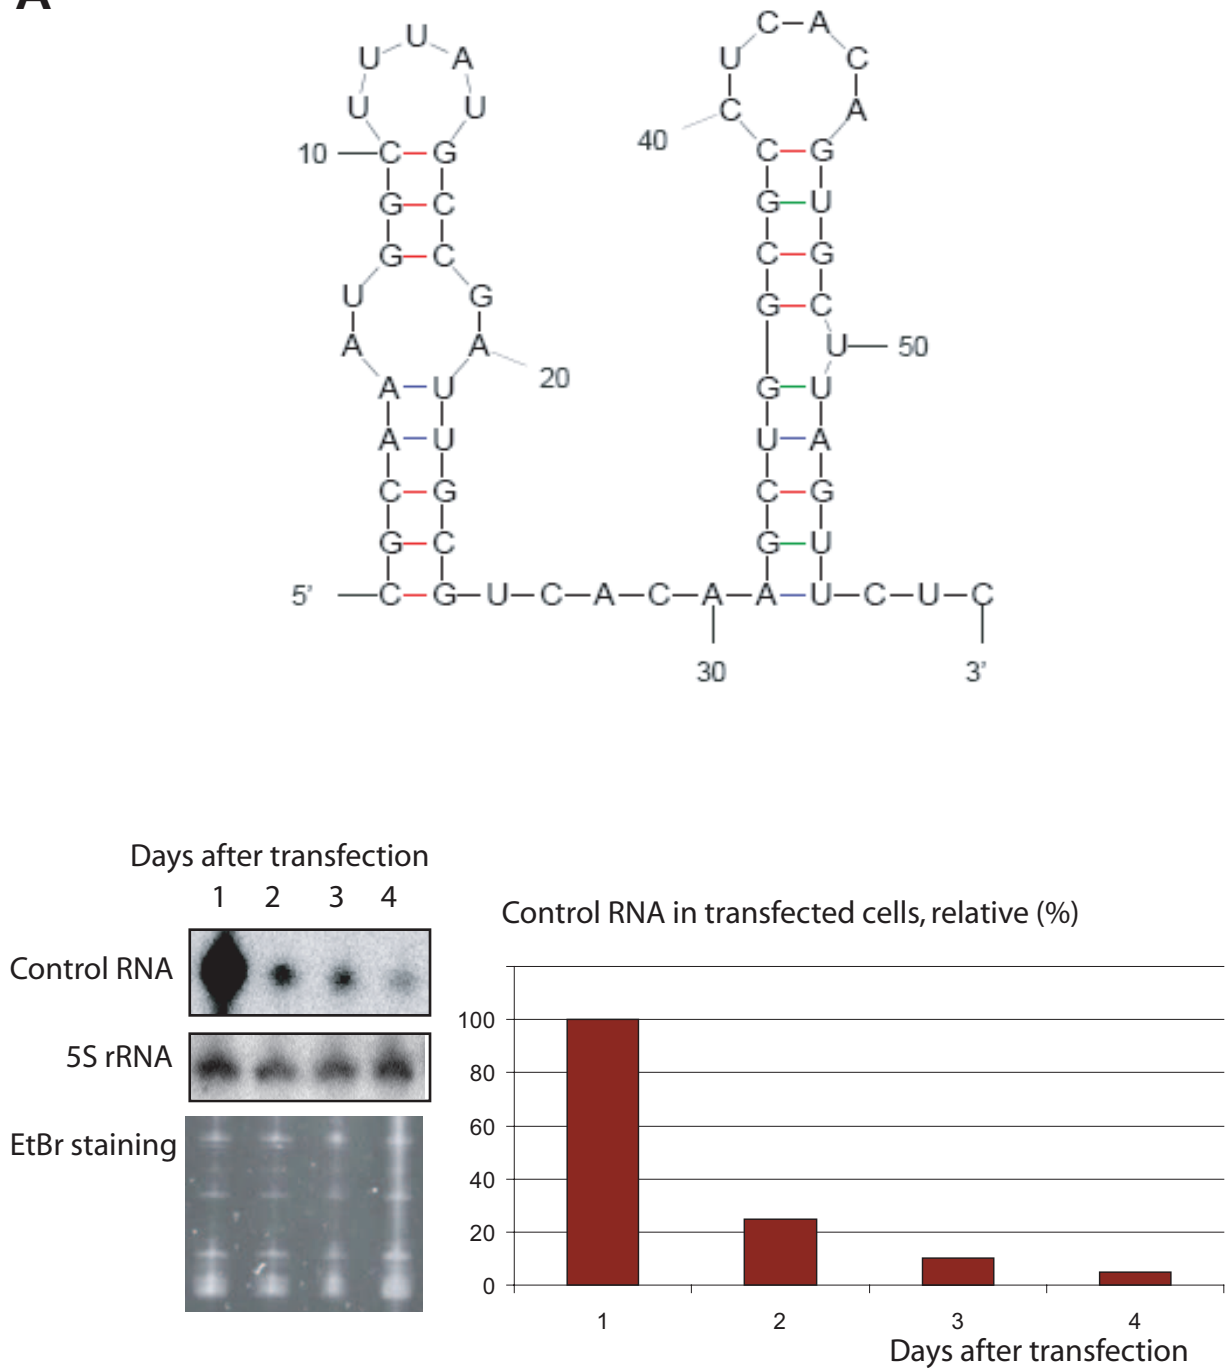 A
U
U A C A
U U C
U U C A
10 C G 40 C G
G C G U
G C C G
U G G C
A A 20 U 50
A U G U
A U U A
C G C G
G C G U
5' C G U C A C A A U C U C
30 3'
Days after transfection
1 2 3 4
Control RNA in transfected cells, relative (%)
Control RNA
5S rRNA
EtBr staining
100
80
60
40
20
0
1 2 3 4
Days after transfection